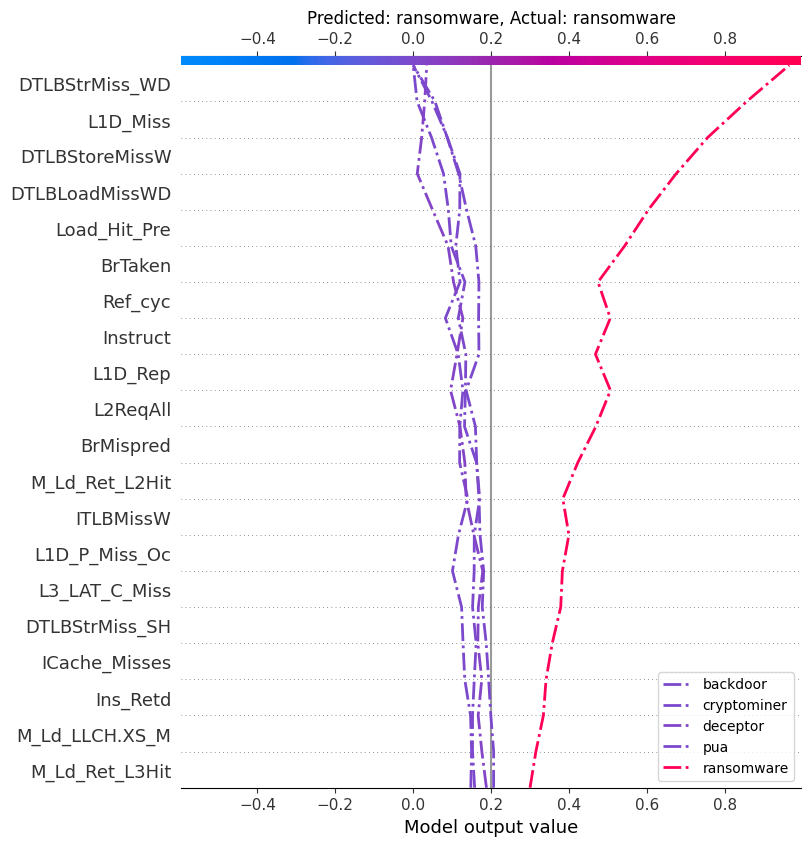 Predicted: ransomware, Actual: ransomware
−0.4 −0.2 0.0 0.2 0.4 0.6 0.8
DTLBStrMiss_WD
L1D_Miss
DTLBStoreMissW
DTLBLoadMissWD
Load_Hit_Pre
BrTaken
Ref_cyc
Instruct
L1D_Rep
L2ReqAll
BrMispred
M_Ld_Ret_L2Hit
ITLBMissW
L1D_P_Miss_Oc
L3_LAT_C_Miss
DTLBStrMiss_SH
ICache_Misses
Ins_Retd
M_Ld_LLCH.XS_M
M_Ld_Ret_L3Hit
backdoor
cryptominer
deceptor
pua
ransomware
−0.4 −0.2 0.0 0.2 0.4 0.6 0.8
Model output value